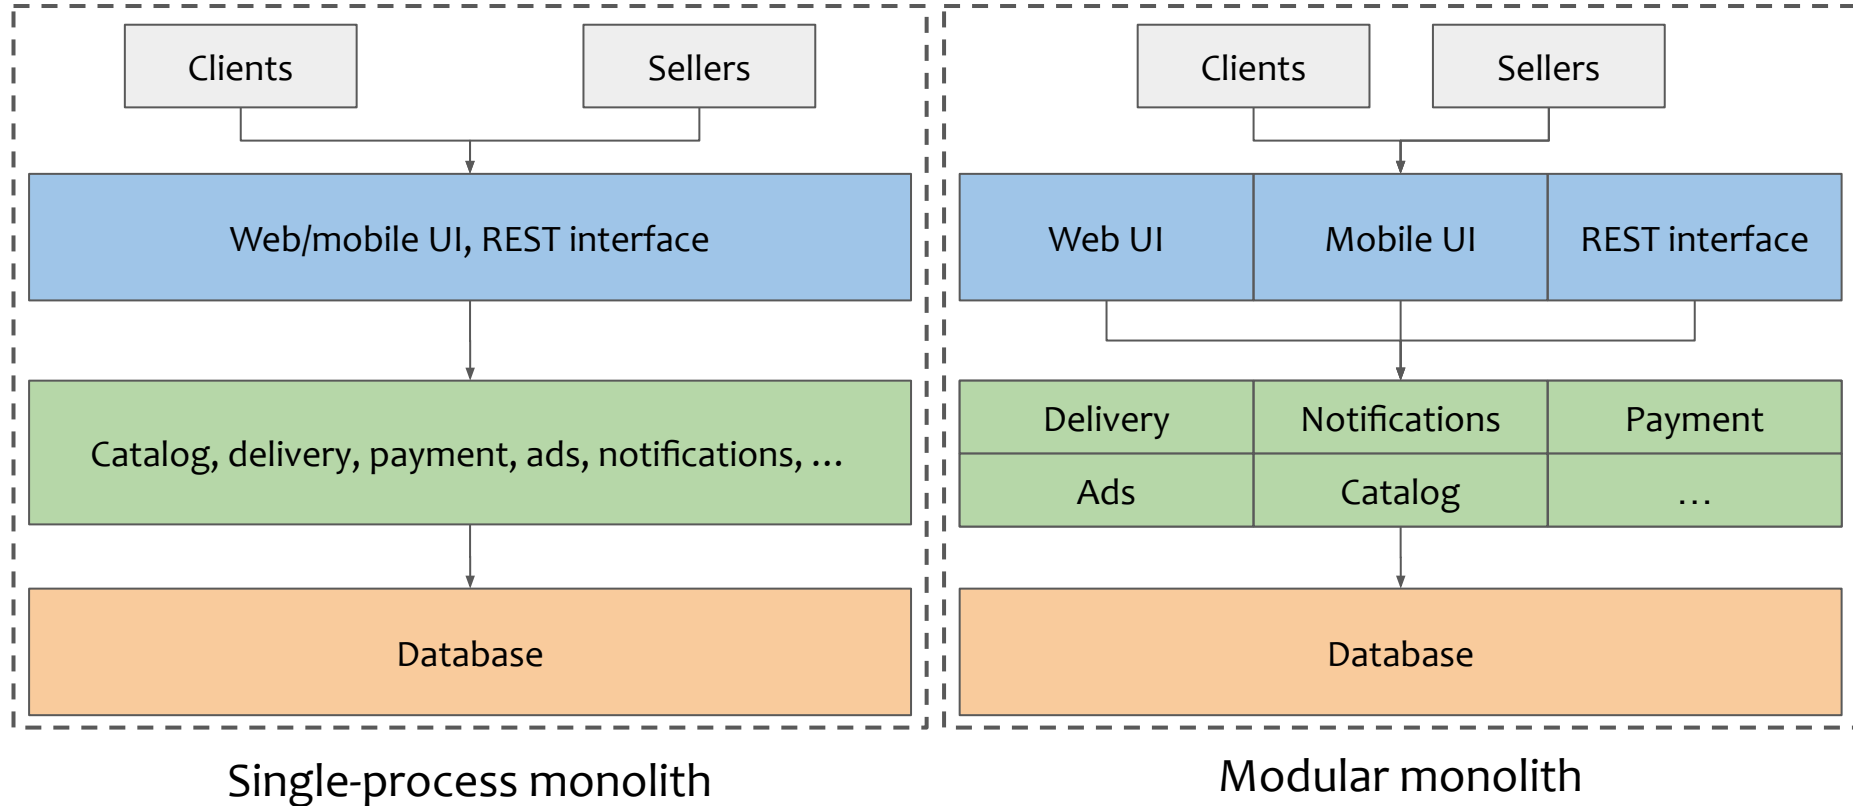 Clients
Sellers
Web/mobile UI, REST interface
Catalog, delivery, payment, ads, notifications, ...
Database
Single-process monolith
Clients
Sellers
Web UI
Mobile UI
REST interface
Delivery
Notifications
Payment
Ads
Catalog
...
Database
Modular monolith